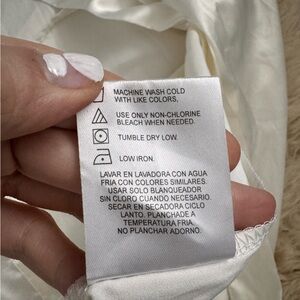 MACHINE WASH COLD
WITH LIKE COLORS,
USE ONLY NON-CHLORINE
BLEACH WHEN NEEDED.
TUMBLE DRY LOW.
LOW IRON.
LAVAR EN LAVADORA CON AGUA
FRIA CON COLORES SIMILARES
USAR SOLO BLANQUEADOR
SIN CLORO CUANDO NECESARIO
SECAR EN SECADORA CICLO
LANTO. PLANCHADE A
TEMPERATURA FRIA.
NO PLANCHAR ADORNO.